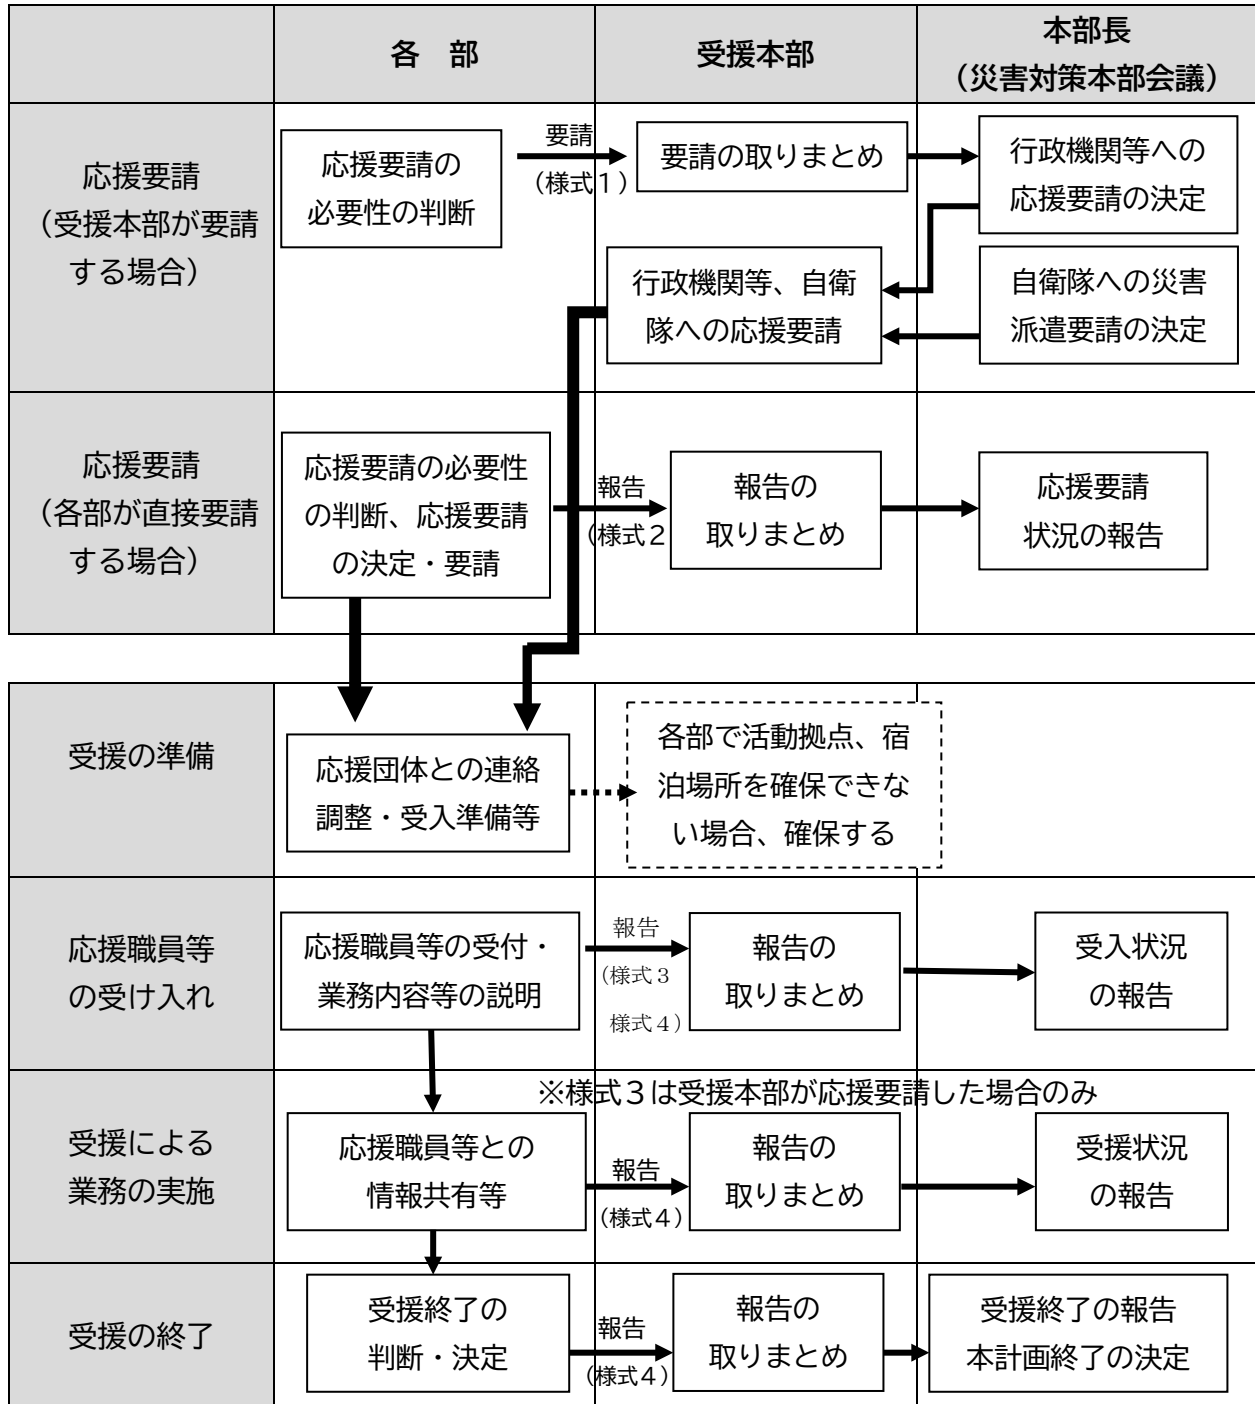 各　部
受援本部
本部長
（災害対策本部会議）
応援要請
（受援本部が要請
する場合）
応援要請の
必要性の判断
要請
（様式１）
要請の取りまとめ
行政機関等への
応援要請の決定
行政機関等、自衛
隊への応援要請
自衛隊への災害
派遣要請の決定
応援要請
（各部が直接要請
する場合）
応援要請の必要性
の判断、応援要請
の決定・要請
報告
（様式２
報告の
取りまとめ
応援要請
状況の報告
受援の準備
応援団体との連絡
調整・受入準備等
各部で活動拠点、宿
泊場所を確保できな
い場合、確保する
応援職員等
の受け入れ
応援職員等の受付・
業務内容等の説明
報告
（様式３
様式４）
報告の
取りまとめ
受入状況
の報告
※様式３は受援本部が応援要請した場合のみ
受援による
業務の実施
応援職員等との
情報共有等
報告
（様式４）
報告の
取りまとめ
受援状況
の報告
受援の終了
受援終了の
判断・決定
報告
（様式４）
報告の
取りまとめ
受援終了の報告
本計画終了の決定